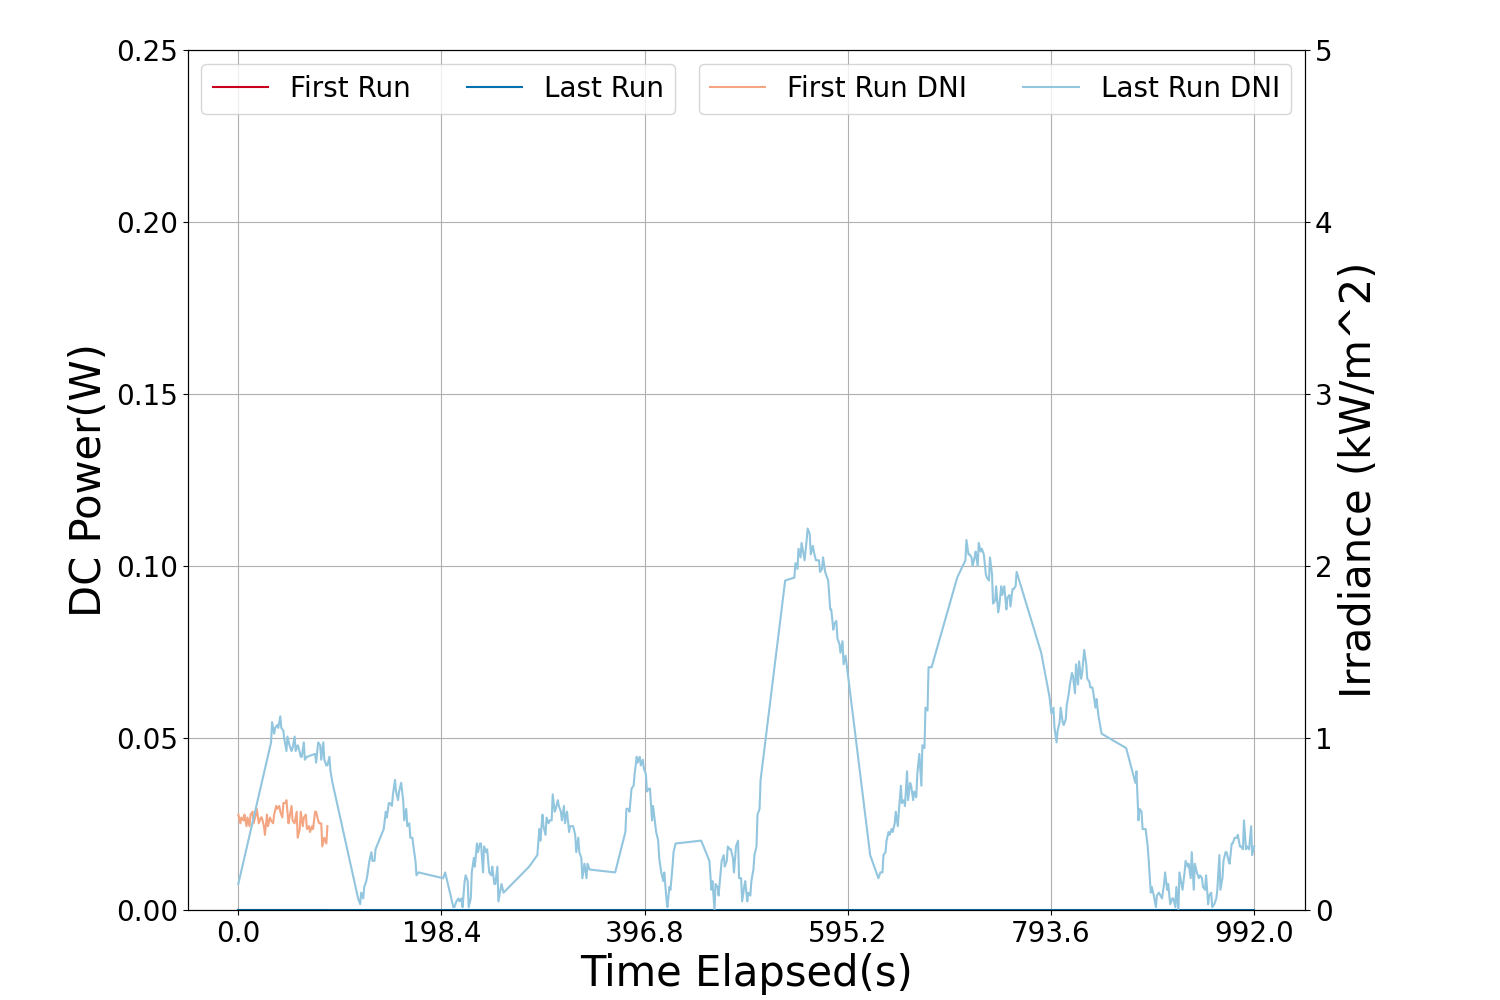 First Run
Last Run
First Run DNI
Last Run DNI
DC Power(W)
0.25
0.20
0.15
0.10
0.05
0.00
5
4
3
2
1
0
Irradiance (kW/m^2)
0.0
198.4
396.8
595.2
793.6
992.0
Time Elapsed(s)